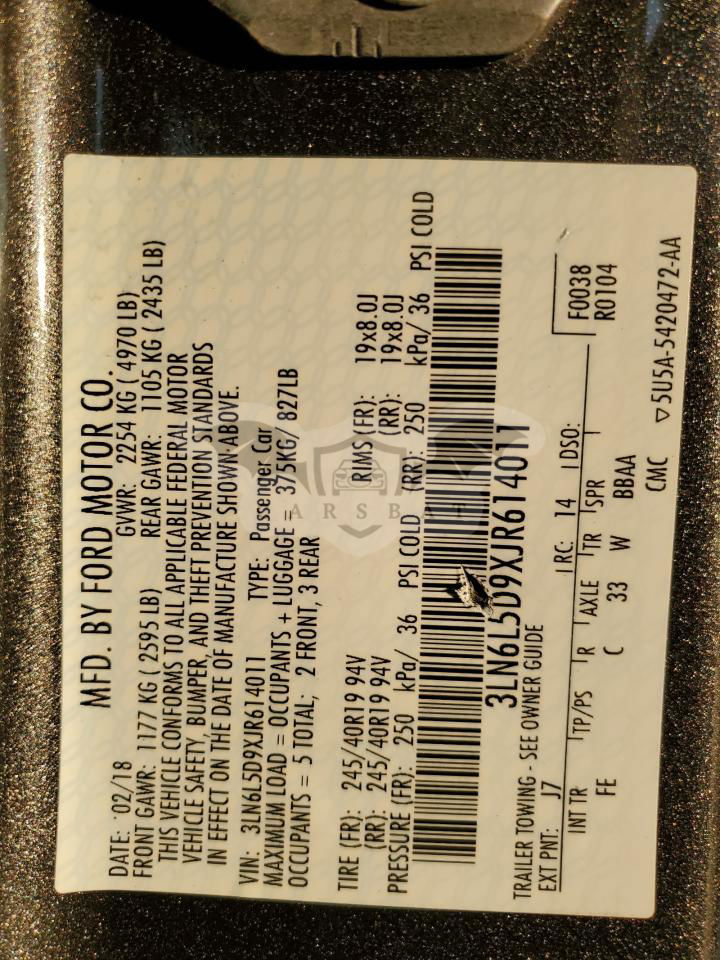 MFD. BY FORD MOTOR CO.
DATE: 02/18 GVWR: 2254 KG ( 4970 LB)
FRONT GAWR: 1177 KG ( 2595 LB) REAR GAWR: 1105 KG ( 2435 LB)
THIS VEHICLE CONFORMS TO ALL APPLICABLE FEDERAL MOTOR
VEHICLE SAFETY, BUMPER, AND THEFT PREVENTION STANDARDS
IN EFFECT ON THE DATE OF MANUFACTURE SHOWN ABOVE.
VIN: 3LN6L5D9XJR614011 TYPE: Passenger Car
MAXIMUM LOAD = OCCUPANTS + LUGGAGE = 375KG/ 827LB
OCCUPANTS = 5 TOTAL; 2 FRONT, 3 REAR
TIRE (FR): 245/40R19 94V RIMS (FR): 19x8.0J
(RR): 245/40R19 94V (RR): 19x8.0J
PRESSURE (FR): 250 kPa/ 36 PSI COLD (RR): 250 kPa/ 36 PSI COLD
3LN6L5D9XJR614011
TRAILER TOWING - SEE OWNER GUIDE
EXT PNT: J7 RC: 14 DSO: F0038
R0104
INT TR TP/PS R AXLE TR SPR
FE C 33 W BBAA
CMC ▽5U5A-5420472-AA
ARSBAT